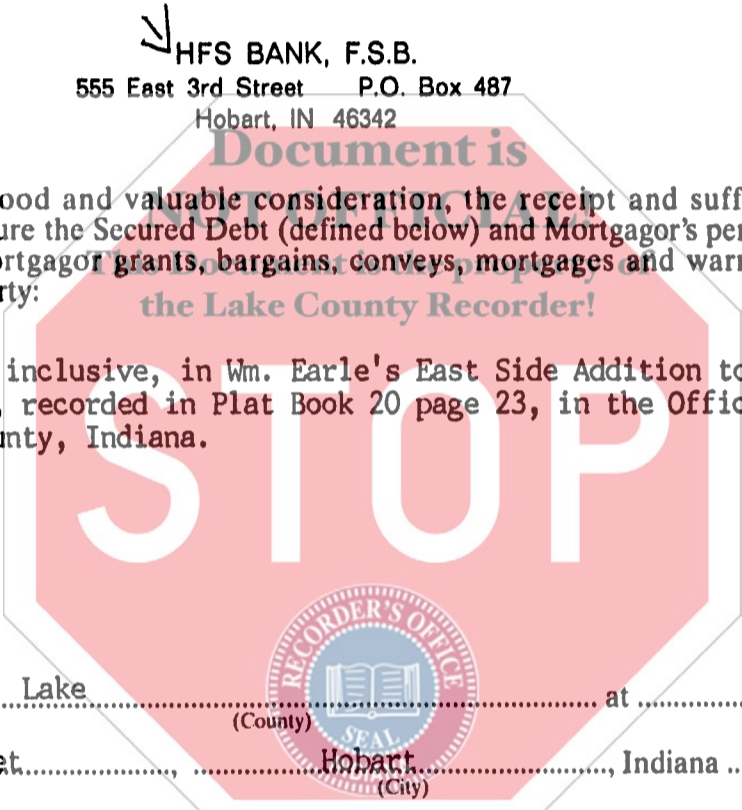 HFS BANK, F.S.B.
555 East 3rd Street P.O. Box 487
Hobart, IN 46342
Document is
NOT OFFICIAL!
This Document is the property of
the Lake County Recorder!
ood and valuable consideration, the receipt and suff
ure the Secured Debt (defined below) and Mortgagor's per
ortgagor grants, bargains, conveys, mortgages and warr
rty:
inclusive, in Wm. Earle's East Side Addition to
, recorded in Plat Book 20 page 23, in the Offic
unty, Indiana.
STOP
RECORDER'S OFFICE
SEAL
Lake at
(County)
et, Hobart, Indiana
(City)